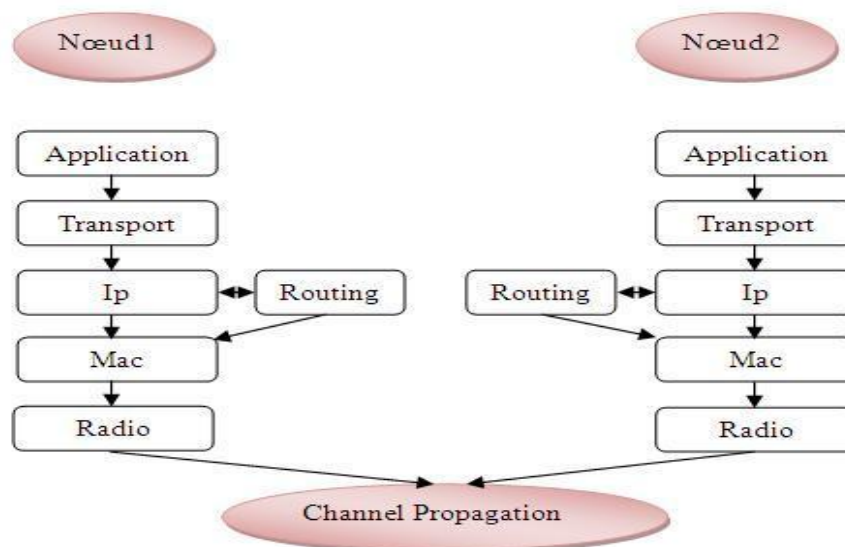 Nœud1
Nœud2
Application
Application
Transport
Transport
Ip
Routing
Routing
Ip
Mac
Mac
Radio
Radio
Channel Propagation